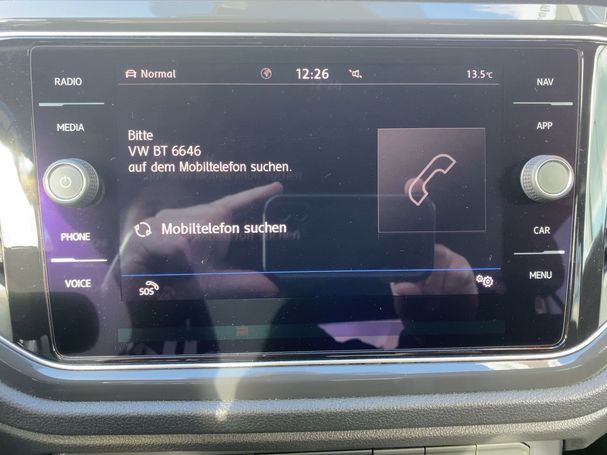 RADIO
MEDIA
PHONE
VOICE
Normal
12:26
13.5°C
Bitte
VW BT 6646
auf dem Mobiltelefon suchen.
Mobiltelefon suchen
SOS
NAV
APP
CAR
MENU